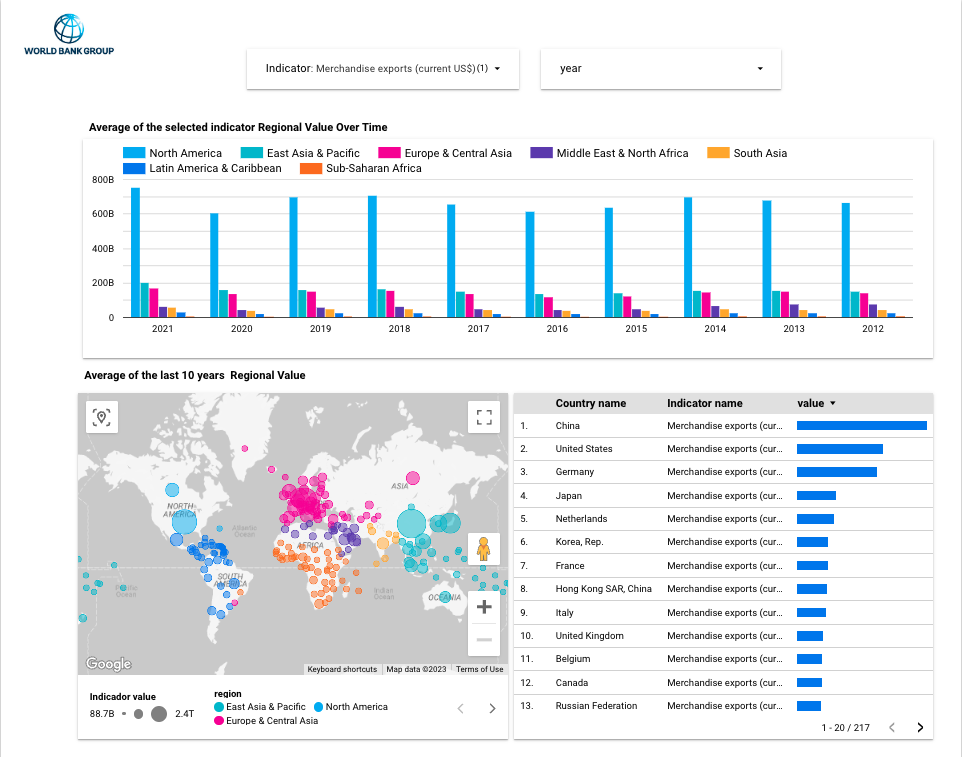 WORLD BANK GROUP
Indicator: Merchandise exports (current US$) (1)
year
Average of the selected indicator Regional Value Over Time
North America East Asia & Pacific Europe & Central Asia Middle East & North Africa South Asia
Latin America & Caribbean Sub-Saharan Africa
800B
600B
400B
200B
0
2021 2020 2019 2018 2017 2016 2015 2014 2013 2012
Average of the last 10 years Regional Value
ASIA
NORTH
AMERICA
Atlantic
Ocean
AFRICA
SOUTH
AMERICA
Pacific
Ocean
Indian
Ocean
OCEANIA
Google
Keyboard shortcuts Map data ©2023 Terms of Use
Indicador value
88.7B 2.4T
region
East Asia & Pacific North America
Europe & Central Asia
Country name Indicator name value
1. China Merchandise exports (cur...
2. United States Merchandise exports (cur...
3. Germany Merchandise exports (cur...
4. Japan Merchandise exports (cur...
5. Netherlands Merchandise exports (cur...
6. Korea, Rep. Merchandise exports (cur...
7. France Merchandise exports (cur...
8. Hong Kong SAR, China Merchandise exports (cur...
9. Italy Merchandise exports (cur...
10. United Kingdom Merchandise exports (cur...
11. Belgium Merchandise exports (cur...
12. Canada Merchandise exports (cur...
13. Russian Federation Merchandise exports (cur...
1 - 20 / 217